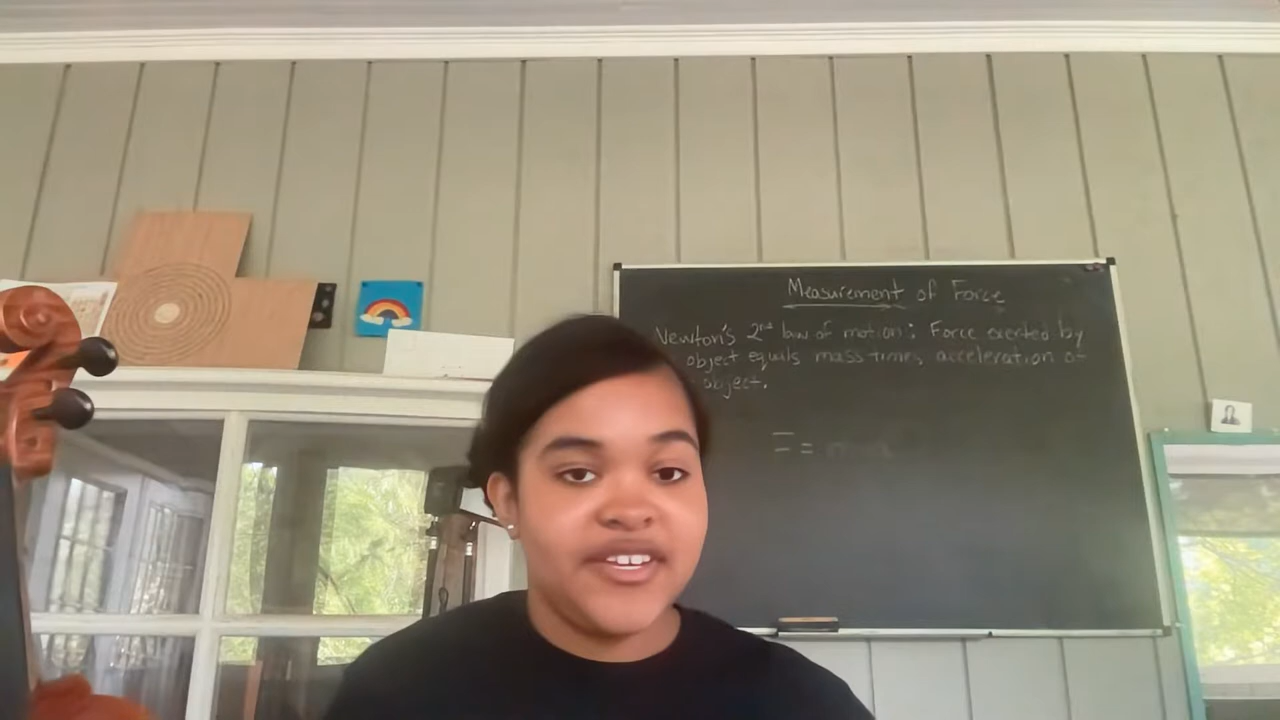 Measurement of Force
Newton's 2nd law of motion: Force exerted by
object equals mass times acceleration of
object.
F =